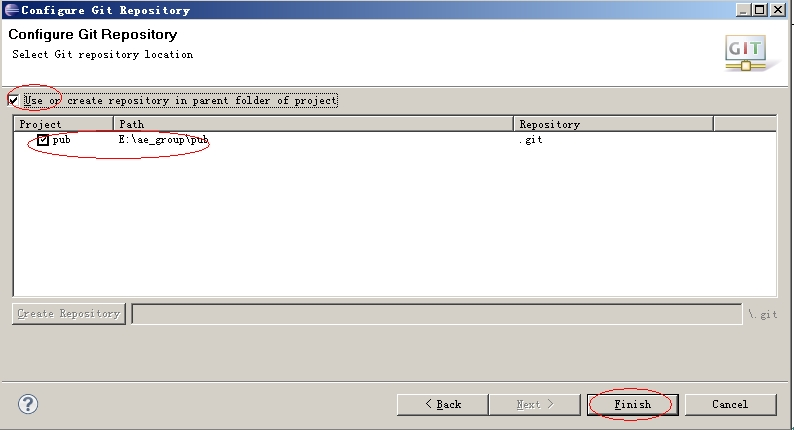 Configure Git Repository
Configure Git Repository
Select Git repository location
GIT
Use or create repository in parent folder of project
Project Path Repository
pub E:\ae_group\pub .git
Create Repository \.git
? < Back Next > Finish Cancel